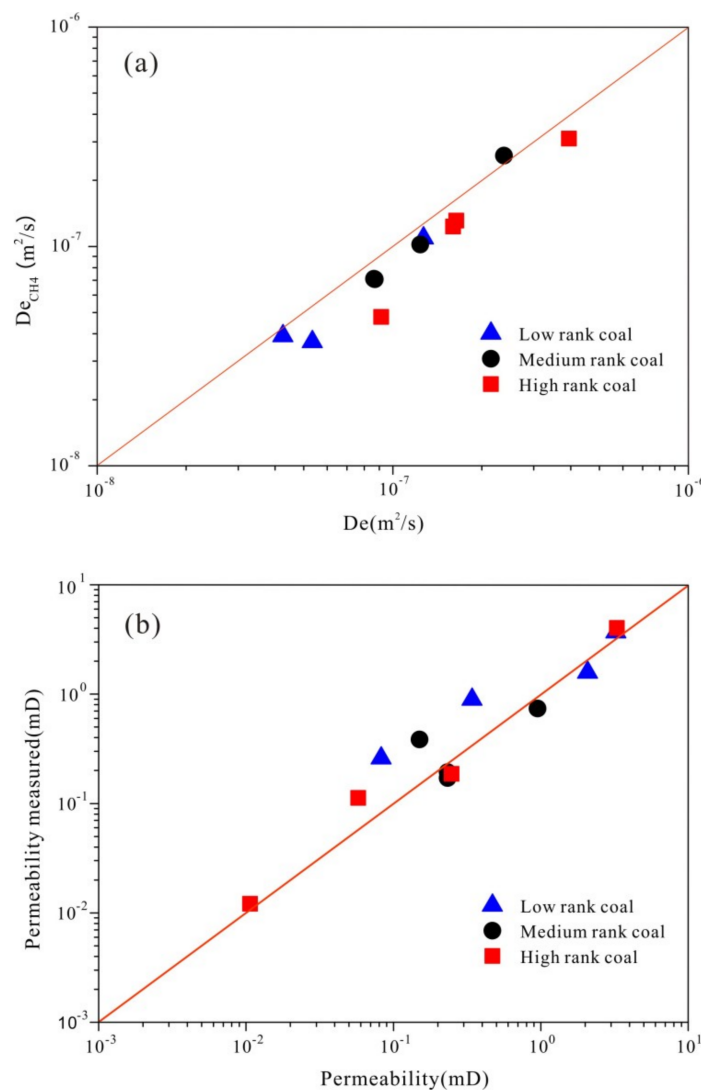 10⁻⁶
(a)
De_CH4 (m²/s)
10⁻⁷
Low rank coal
Medium rank coal
High rank coal
10⁻⁸
10⁻⁸
10⁻⁷
10⁻⁶
De(m²/s)
10¹
(b)
Permeability measured(mD)
10⁰
10⁻¹
10⁻²
Low rank coal
Medium rank coal
High rank coal
10⁻³
10⁻³
10⁻²
10⁻¹
10⁰
10¹
Permeability(mD)